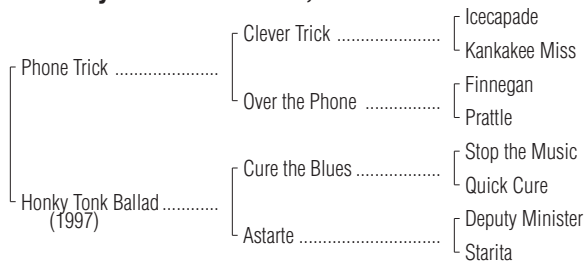 Icecapade
Clever Trick ......................
Kankakee Miss
Phone Trick ......................
Finnegan
Over the Phone ................
Prattle
Stop the Music
Cure the Blues ..................
Quick Cure
Honky Tonk Ballad ............
(1997)
Deputy Minister
Astarte ..............................
Starita